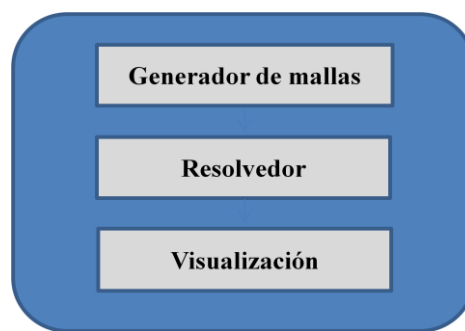 Generador de mallas
Resolvedor
Visualización